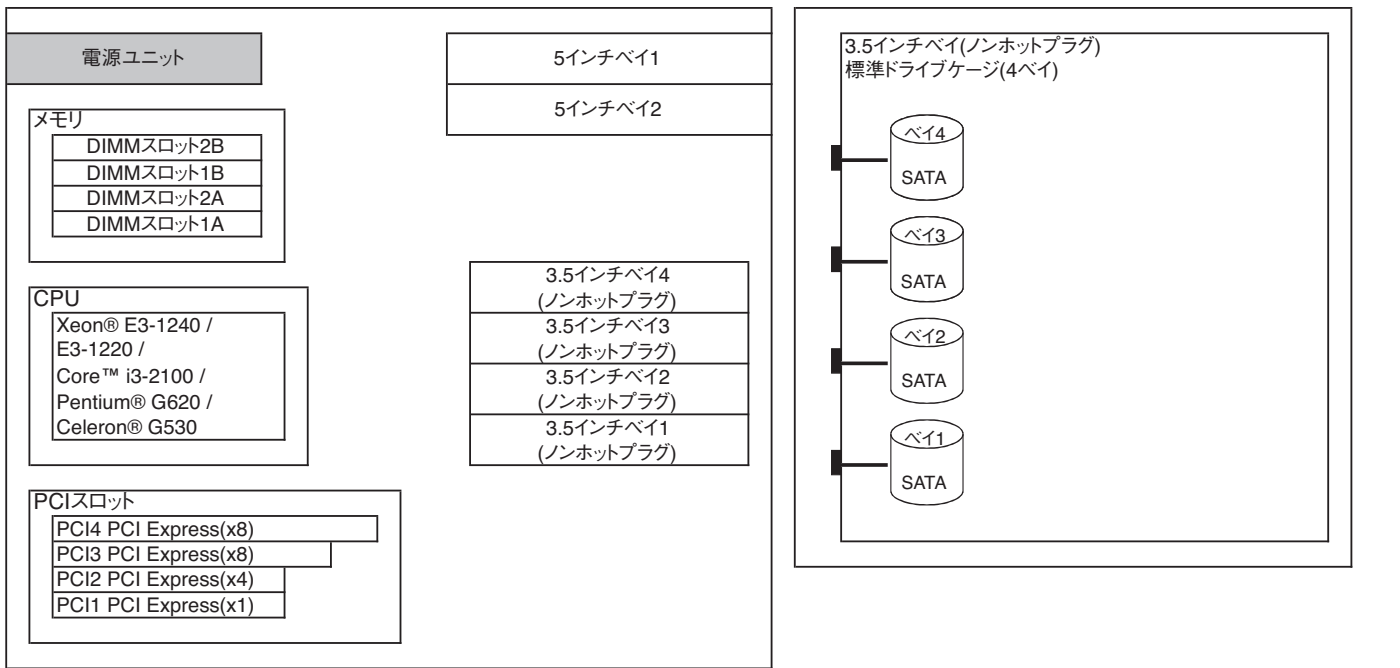 電源ユニット
5インチベイ1
5インチベイ2
メモリ
DIMMスロット2B
DIMMスロット1B
DIMMスロット2A
DIMMスロット1A
CPU
Xeon® E3-1240 /
E3-1220 /
Core™ i3-2100 /
Pentium® G620 /
Celeron® G530
3.5インチベイ4
(ノンホットプラグ)
3.5インチベイ3
(ノンホットプラグ)
3.5インチベイ2
(ノンホットプラグ)
3.5インチベイ1
(ノンホットプラグ)
PCIスロット
PCI4 PCI Express(x8)
PCI3 PCI Express(x8)
PCI2 PCI Express(x4)
PCI1 PCI Express(x1)
3.5インチベイ(ノンホットプラグ)
標準ドライブケージ(4ベイ)
ベイ4
SATA
ベイ3
SATA
ベイ2
SATA
ベイ1
SATA